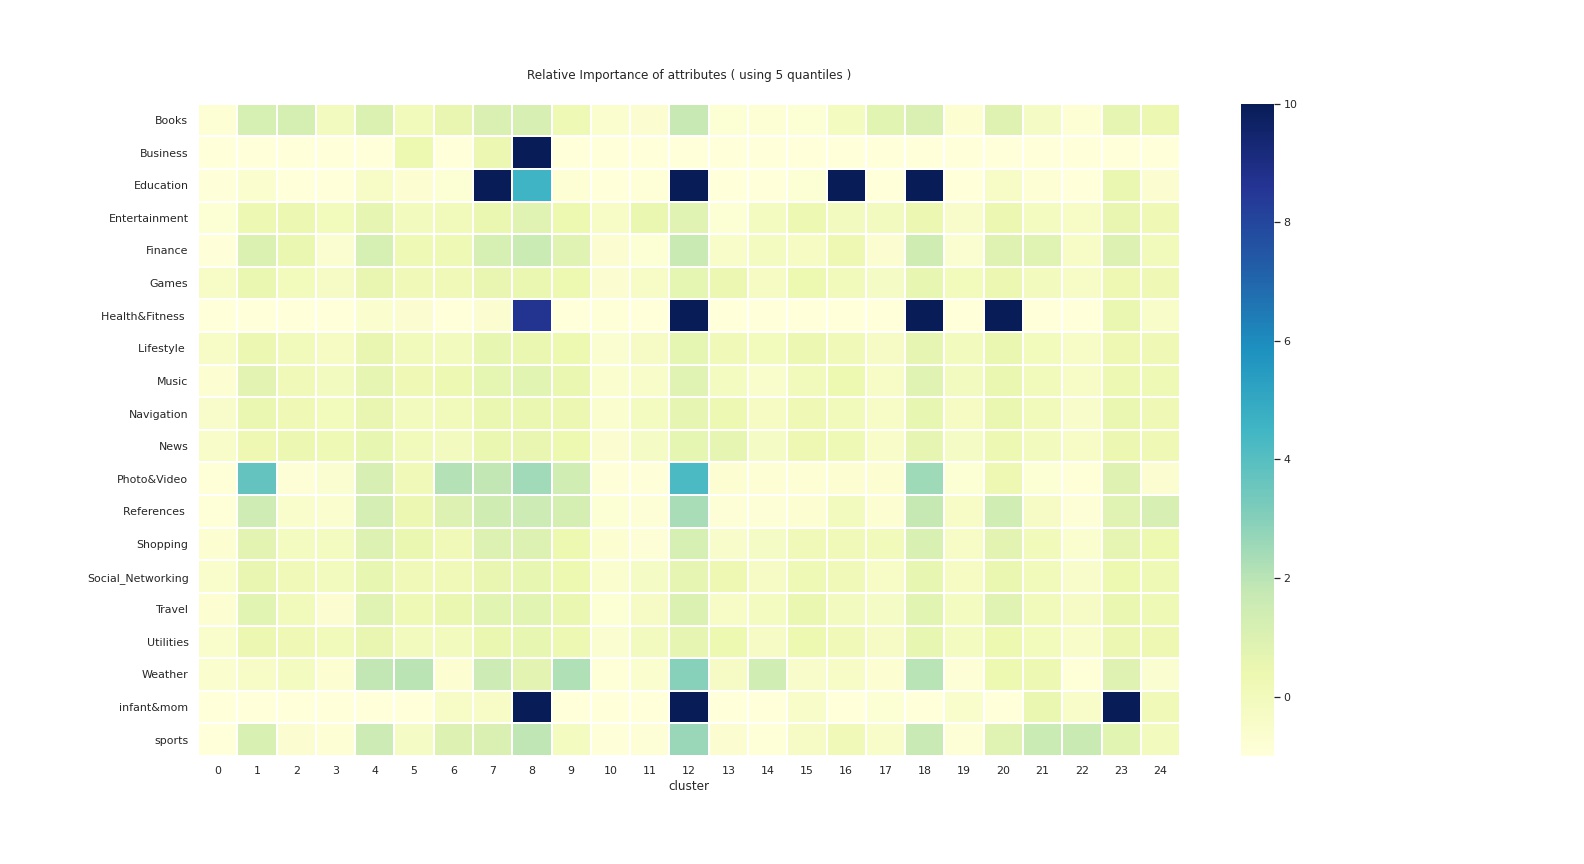 Relative Importance of attributes ( using 5 quantiles )
Books
Business
Education
Entertainment
Finance
Games
Health&Fitness
Lifestyle
Music
Navigation
News
Photo&Video
References
Shopping
Social_Networking
Travel
Utilities
Weather
infant&mom
sports
0 1 2 3 4 5 6 7 8 9 10 11 12 13 14 15 16 17 18 19 20 21 22 23 24
cluster
10
8
6
4
2
0